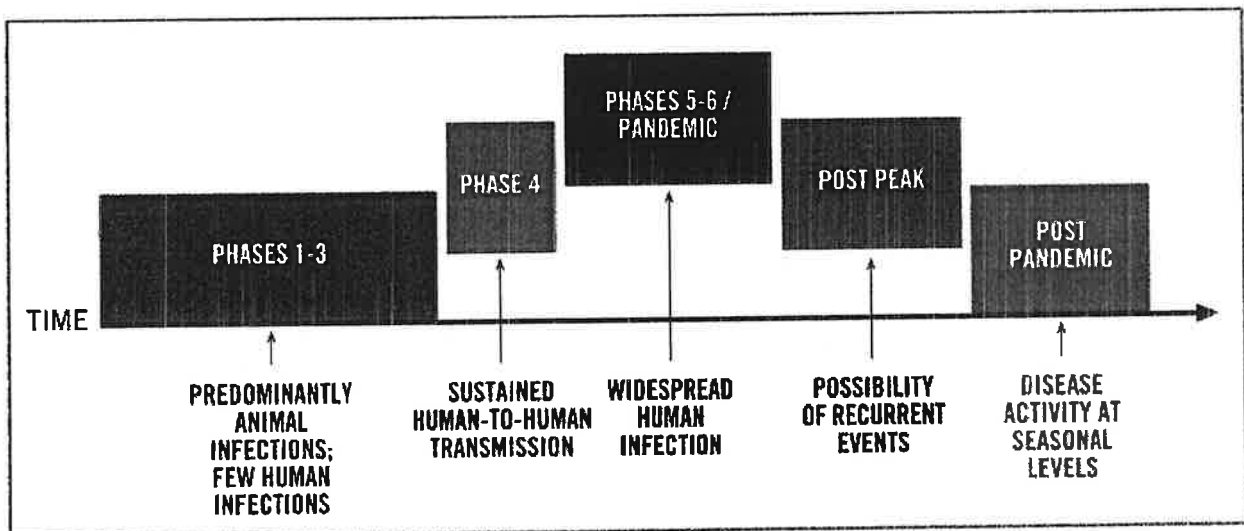 PHASES 5-6 /
PANDEMIC
PHASE 4
POST PEAK
PHASES 1-3
POST
PANDEMIC
TIME
PREDOMINANTLY
ANIMAL
INFECTIONS;
FEW HUMAN
INFECTIONS
SUSTAINED
HUMAN-TO-HUMAN
TRANSMISSION
WIDESPREAD
HUMAN
INFECTION
POSSIBILITY
OF RECURRENT
EVENTS
DISEASE
ACTIVITY AT
SEASONAL
LEVELS